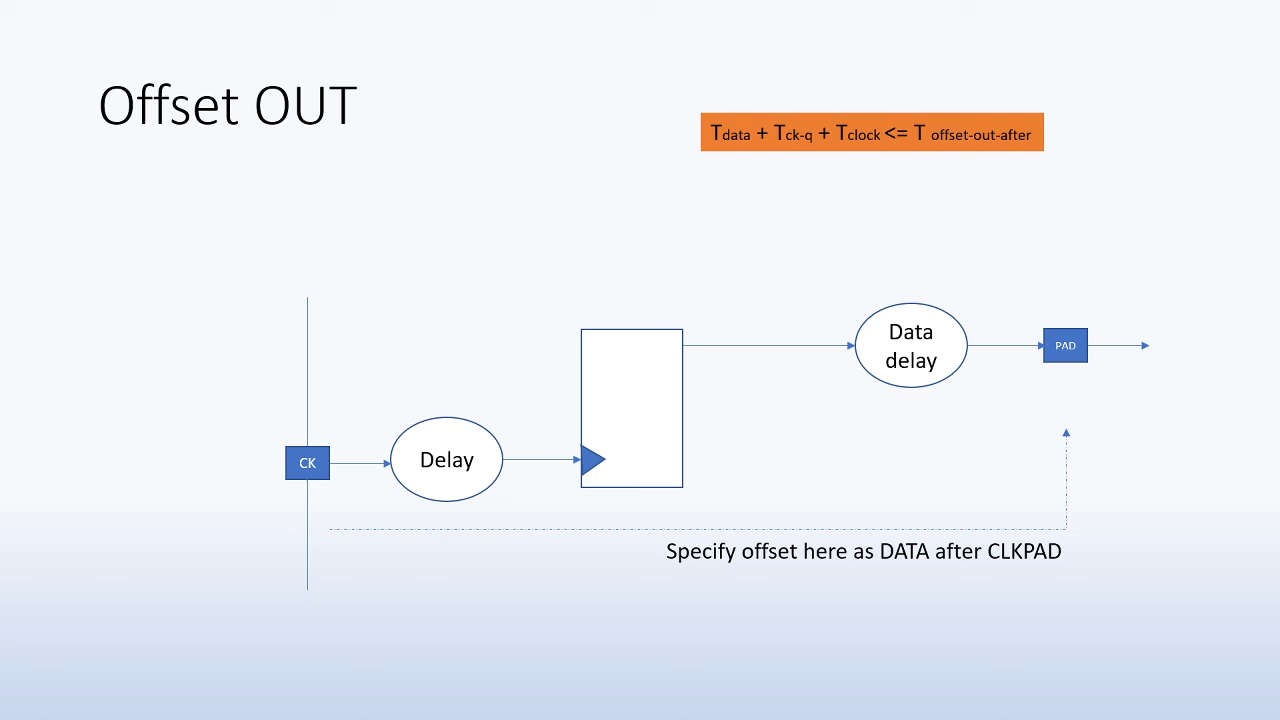 Offset OUT
Tdata + Tck-q + Tclock <= T offset-out-after
Data
delay
PAD
CK
Delay
Specify offset here as DATA after CLKPAD